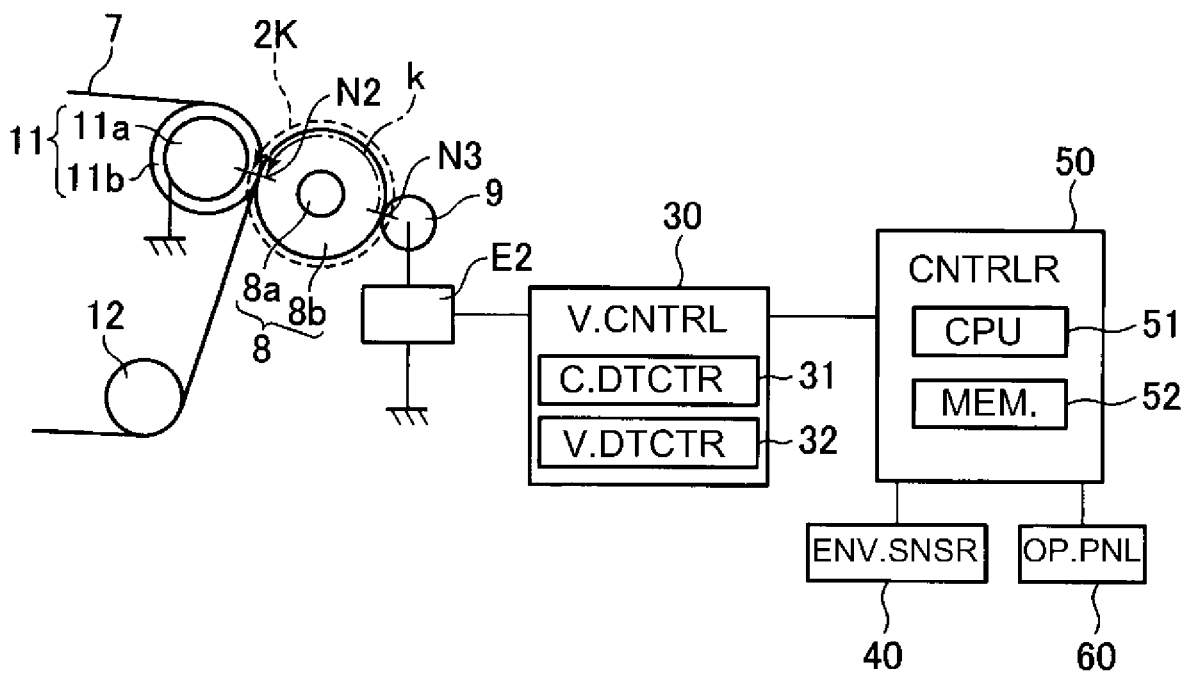 7
2K
k
N2
11
11a
11b
N3
9
50
30
E2
CNTRLR
8a
8b
8
12
V.CNTRL
CPU
51
C.DTCTR
31
MEM.
52
V.DTCTR
32
ENV.SNSR
OP.PNL
40
60